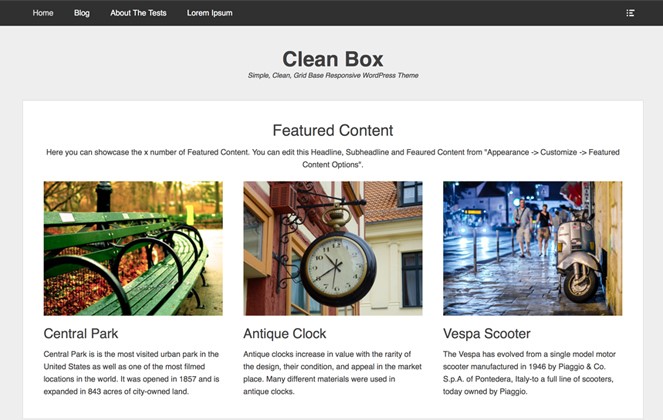 Home Blog About The Tests Lorem Ipsum
Clean Box
Simple, Clean, Grid Base Responsive WordPress Theme
Featured Content
Here you can showcase the x number of Featured Content. You can edit this Headline, Subheadline and Feaured Content from "Appearance -> Customize -> Featured
Content Options".
Central Park
Central Park is is the most visited urban park in the
United States as well as one of the most filmed
locations in the world. It was opened in 1857 and is
expanded in 843 acres of city-owned land.
Antique Clock
Antique clocks increase in value with the rarity of
the design, their condition, and appeal in the market
place. Many different materials were used in
antique clocks.
Vespa Scooter
The Vespa has evolved from a single model motor
scooter manufactured in 1946 by Piaggio & Co.
S.p.A. of Pontedera, Italy-to a full line of scooters,
today owned by Piaggio.